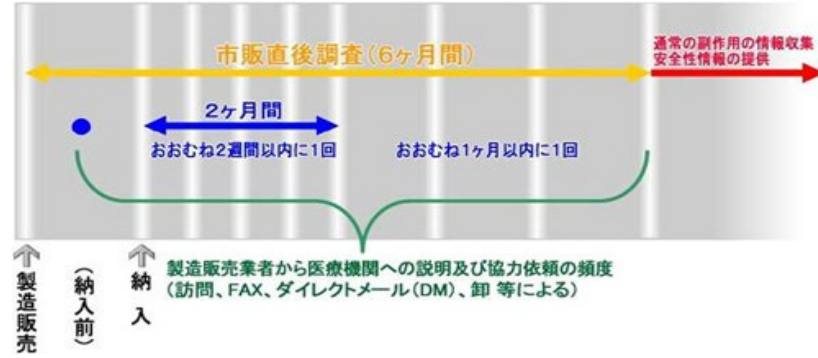 市販直後調査(6ヶ月間)
通常の副作用の情報収集
安全性情報の提供
2ヶ月間
おおむね2週間以内に1回
おおむね1ヶ月以内に1回
製造販売
(納入前)
納入
製造販売業者から医療機関への説明及び協力依頼の頻度
(訪問、FAX、ダイレクトメール(DM)、卸 等による)